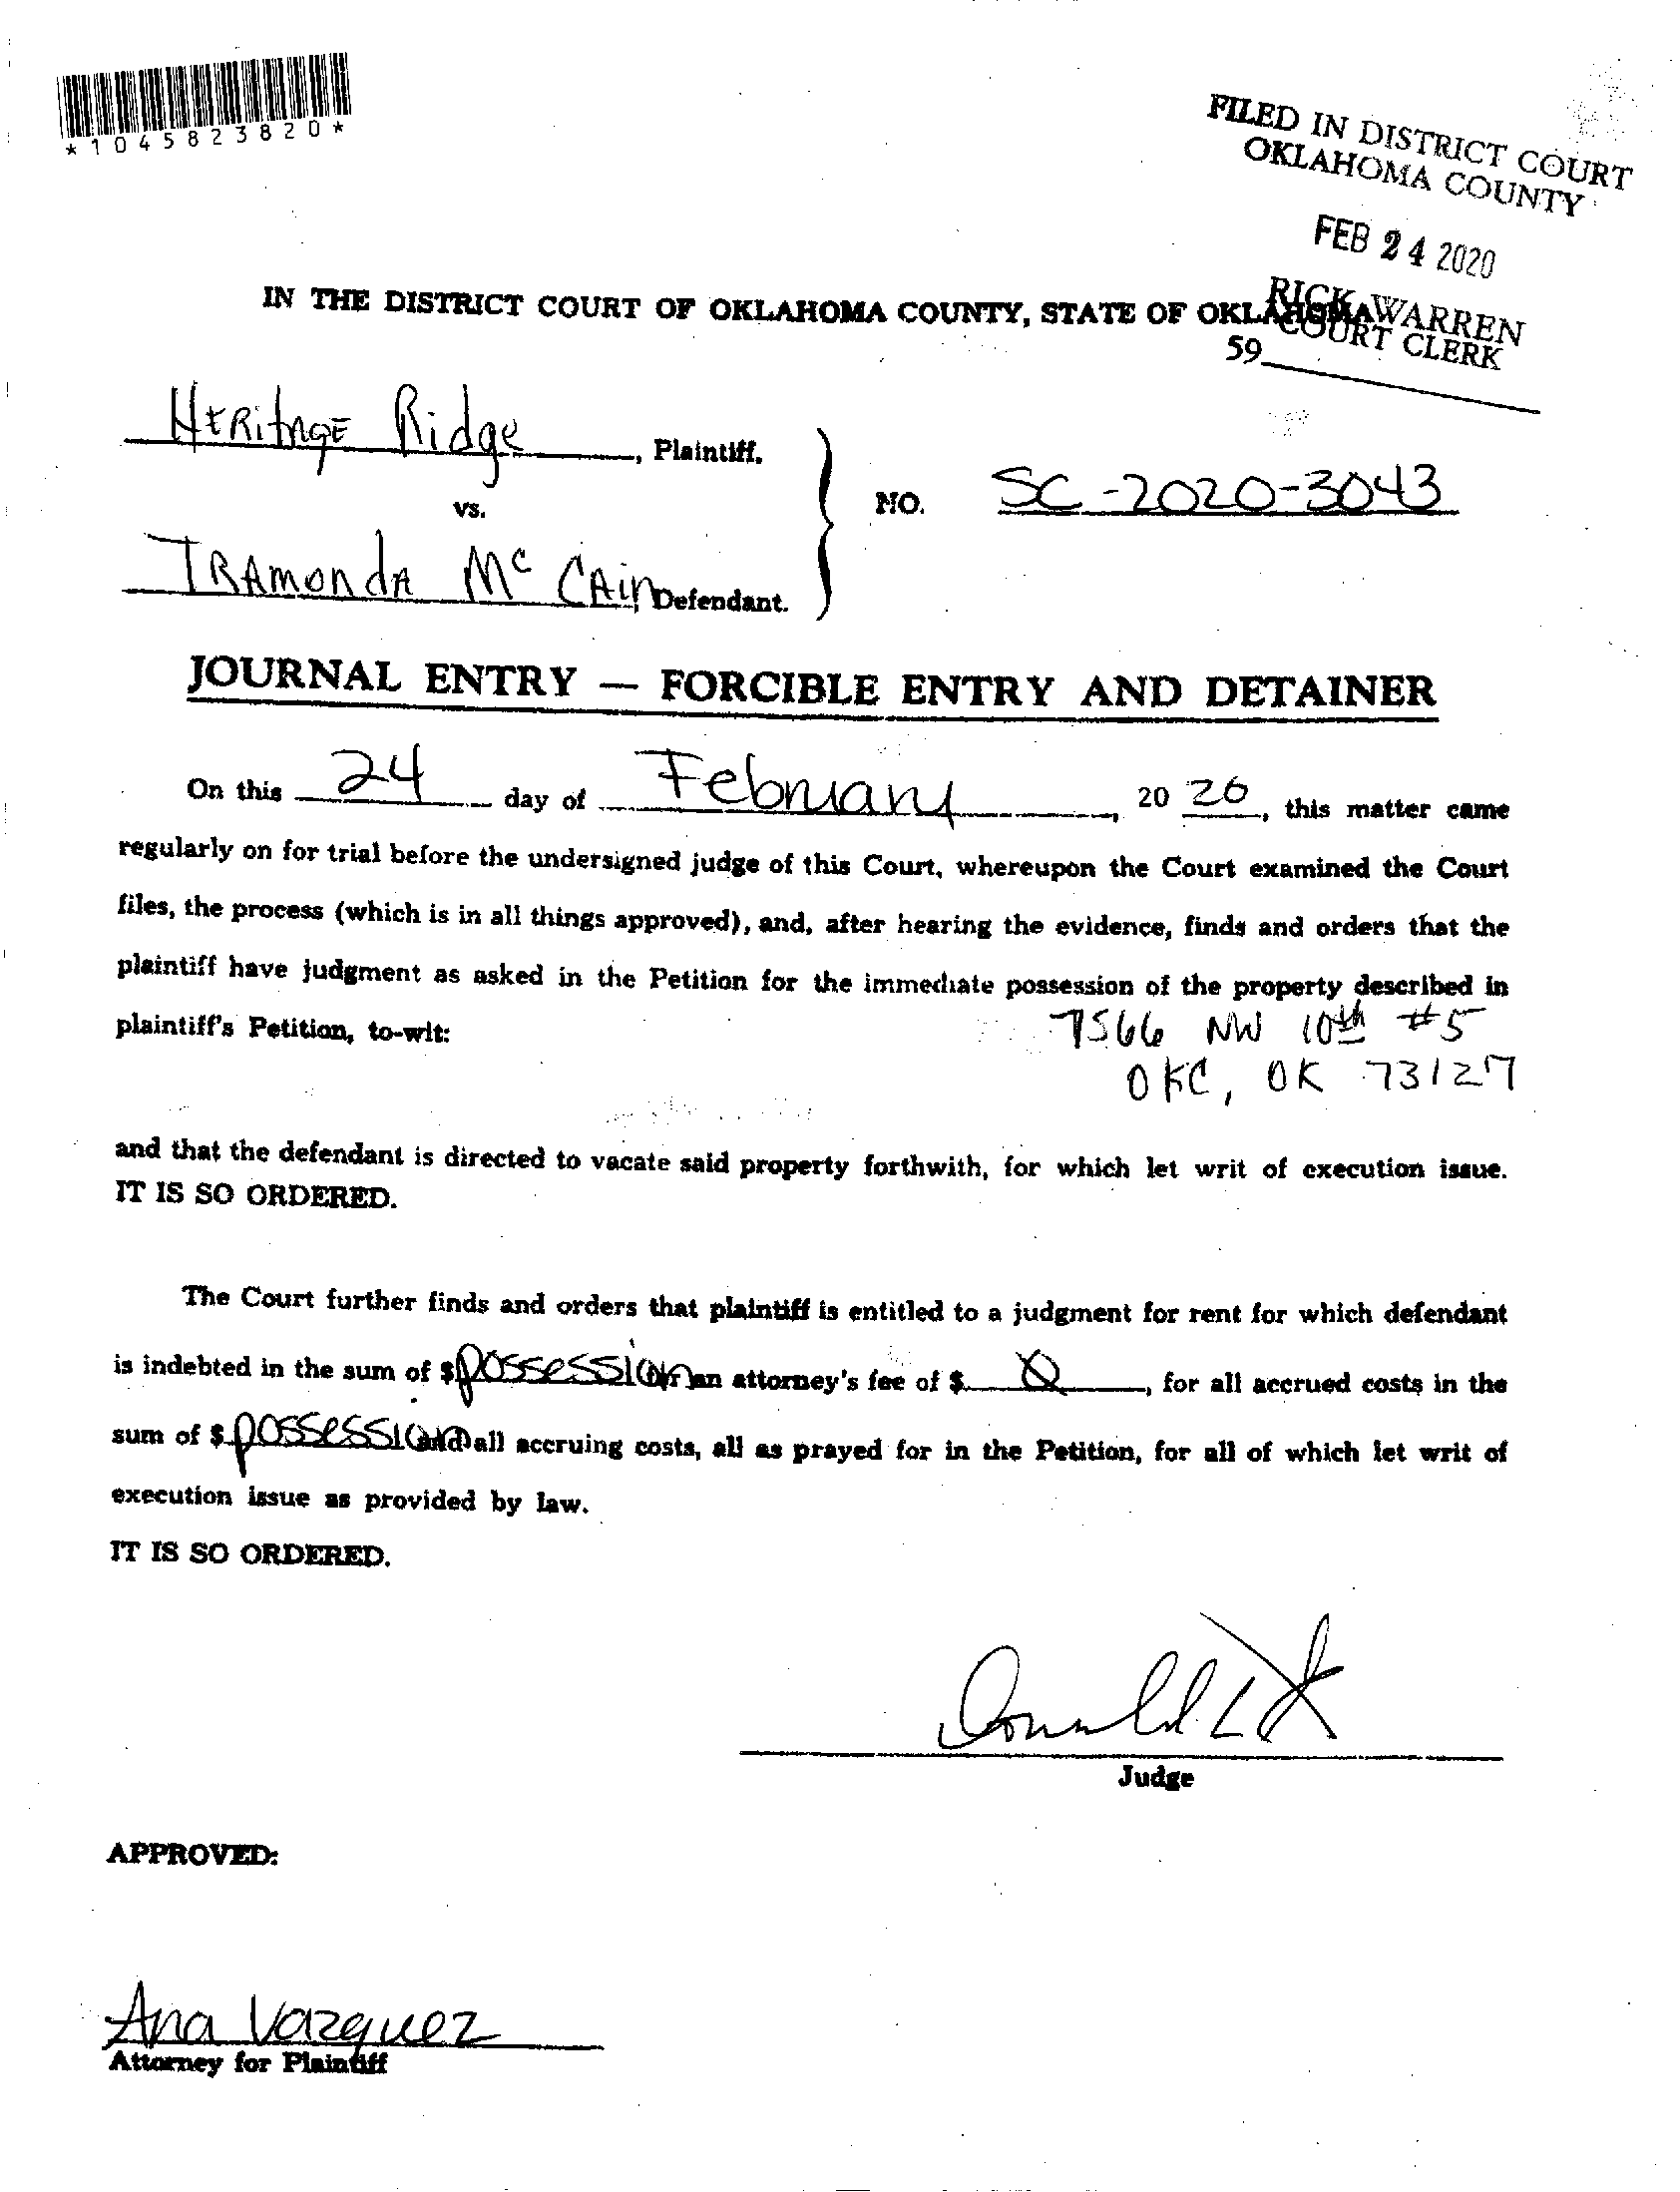 *1045823820*
FILED IN DISTRICT COURT
OKLAHOMA COUNTY
FEB 24 2020
RICK WARREN
COURT CLERK
59
IN THE DISTRICT COURT OF OKLAHOMA COUNTY, STATE OF OKLAHOMA
HERitAGE Ridge, Plaintiff,
vs.
NO. SC-2020-3043
TRAMondA Mc CAin Defendant.
JOURNAL ENTRY — FORCIBLE ENTRY AND DETAINER
On this 24 day of February, 20 20, this matter came
regularly on for trial before the undersigned judge of this Court, whereupon the Court examined the Court
files, the process (which is in all things approved), and, after hearing the evidence, finds and orders that the
plaintiff have judgment as asked in the Petition for the immediate possession of the property described in
plaintiff's Petition, to-wit: 7566 NW 10th #5
OKC, OK 73127
and that the defendant is directed to vacate said property forthwith, for which let writ of execution issue.
IT IS SO ORDERED.
The Court further finds and orders that plaintiff is entitled to a judgment for rent for which defendant
is indebted in the sum of $ possession for an attorney's fee of $ 0, for all accrued costs in the
sum of $ possession and all accruing costs, all as prayed for in the Petition, for all of which let writ of
execution issue as provided by law.
IT IS SO ORDERED.
Donald L
Judge
APPROVED:
Ana Vazquez
Attorney for Plaintiff